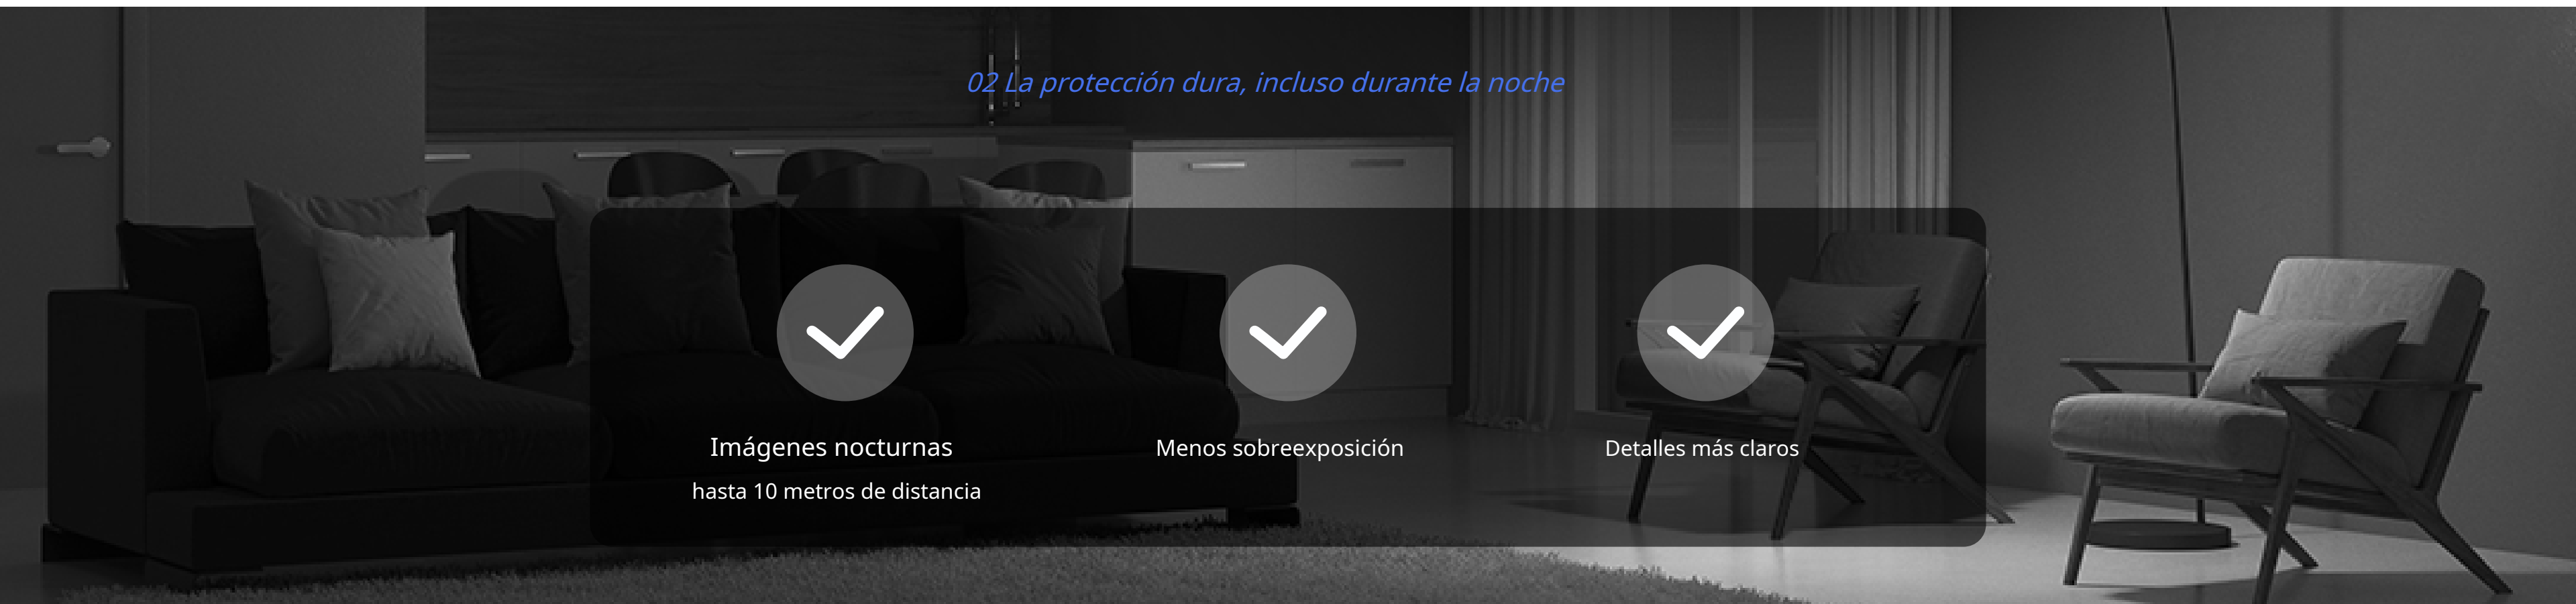 02 La protección dura, incluso durante la noche
Imágenes nocturnas
hasta 10 metros de distancia
Menos sobreexposición
Detalles más claros